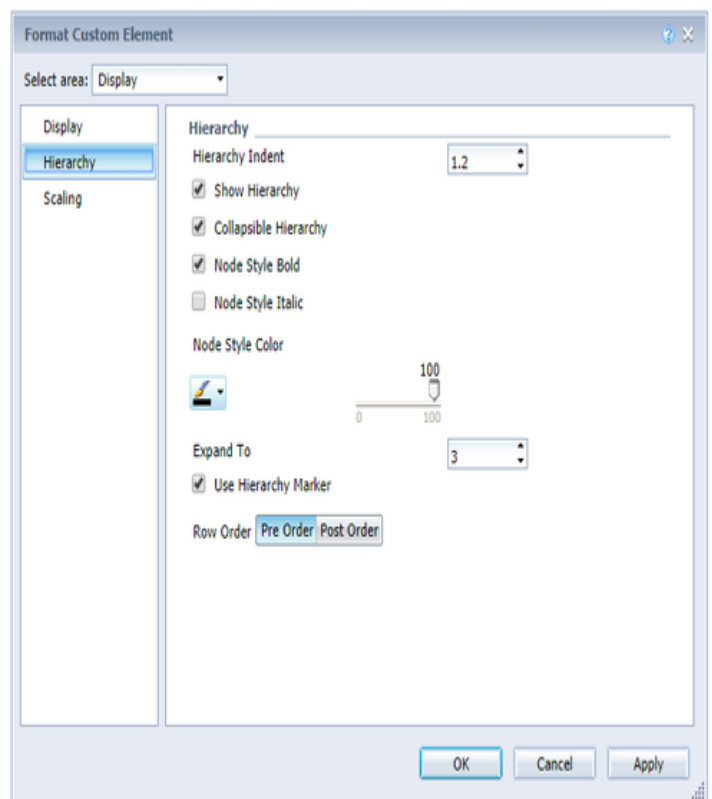 Format Custom Element
Select area: Display
Display
Hierarchy
Scaling
Hierarchy
Hierarchy Indent 1.2
Show Hierarchy
Collapsible Hierarchy
Node Style Bold
Node Style Italic
Node Style Color
100
0 100
Expand To 3
Use Hierarchy Marker
Row Order Pre Order Post Order
OK Cancel Apply